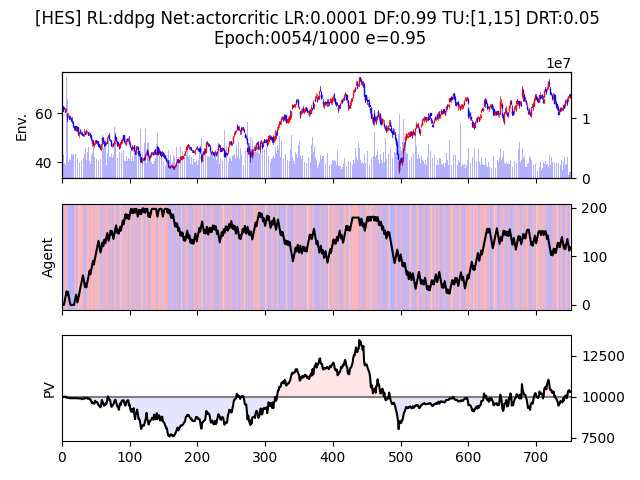 [HES] RL:ddpg Net:actorcritic LR:0.0001 DF:0.99 TU:[1,15] DRT:0.05
Epoch:0054/1000 e=0.95
1e7
Env.
60
40
1
0
Agent
200
100
0
PV
12500
10000
7500
0 100 200 300 400 500 600 700